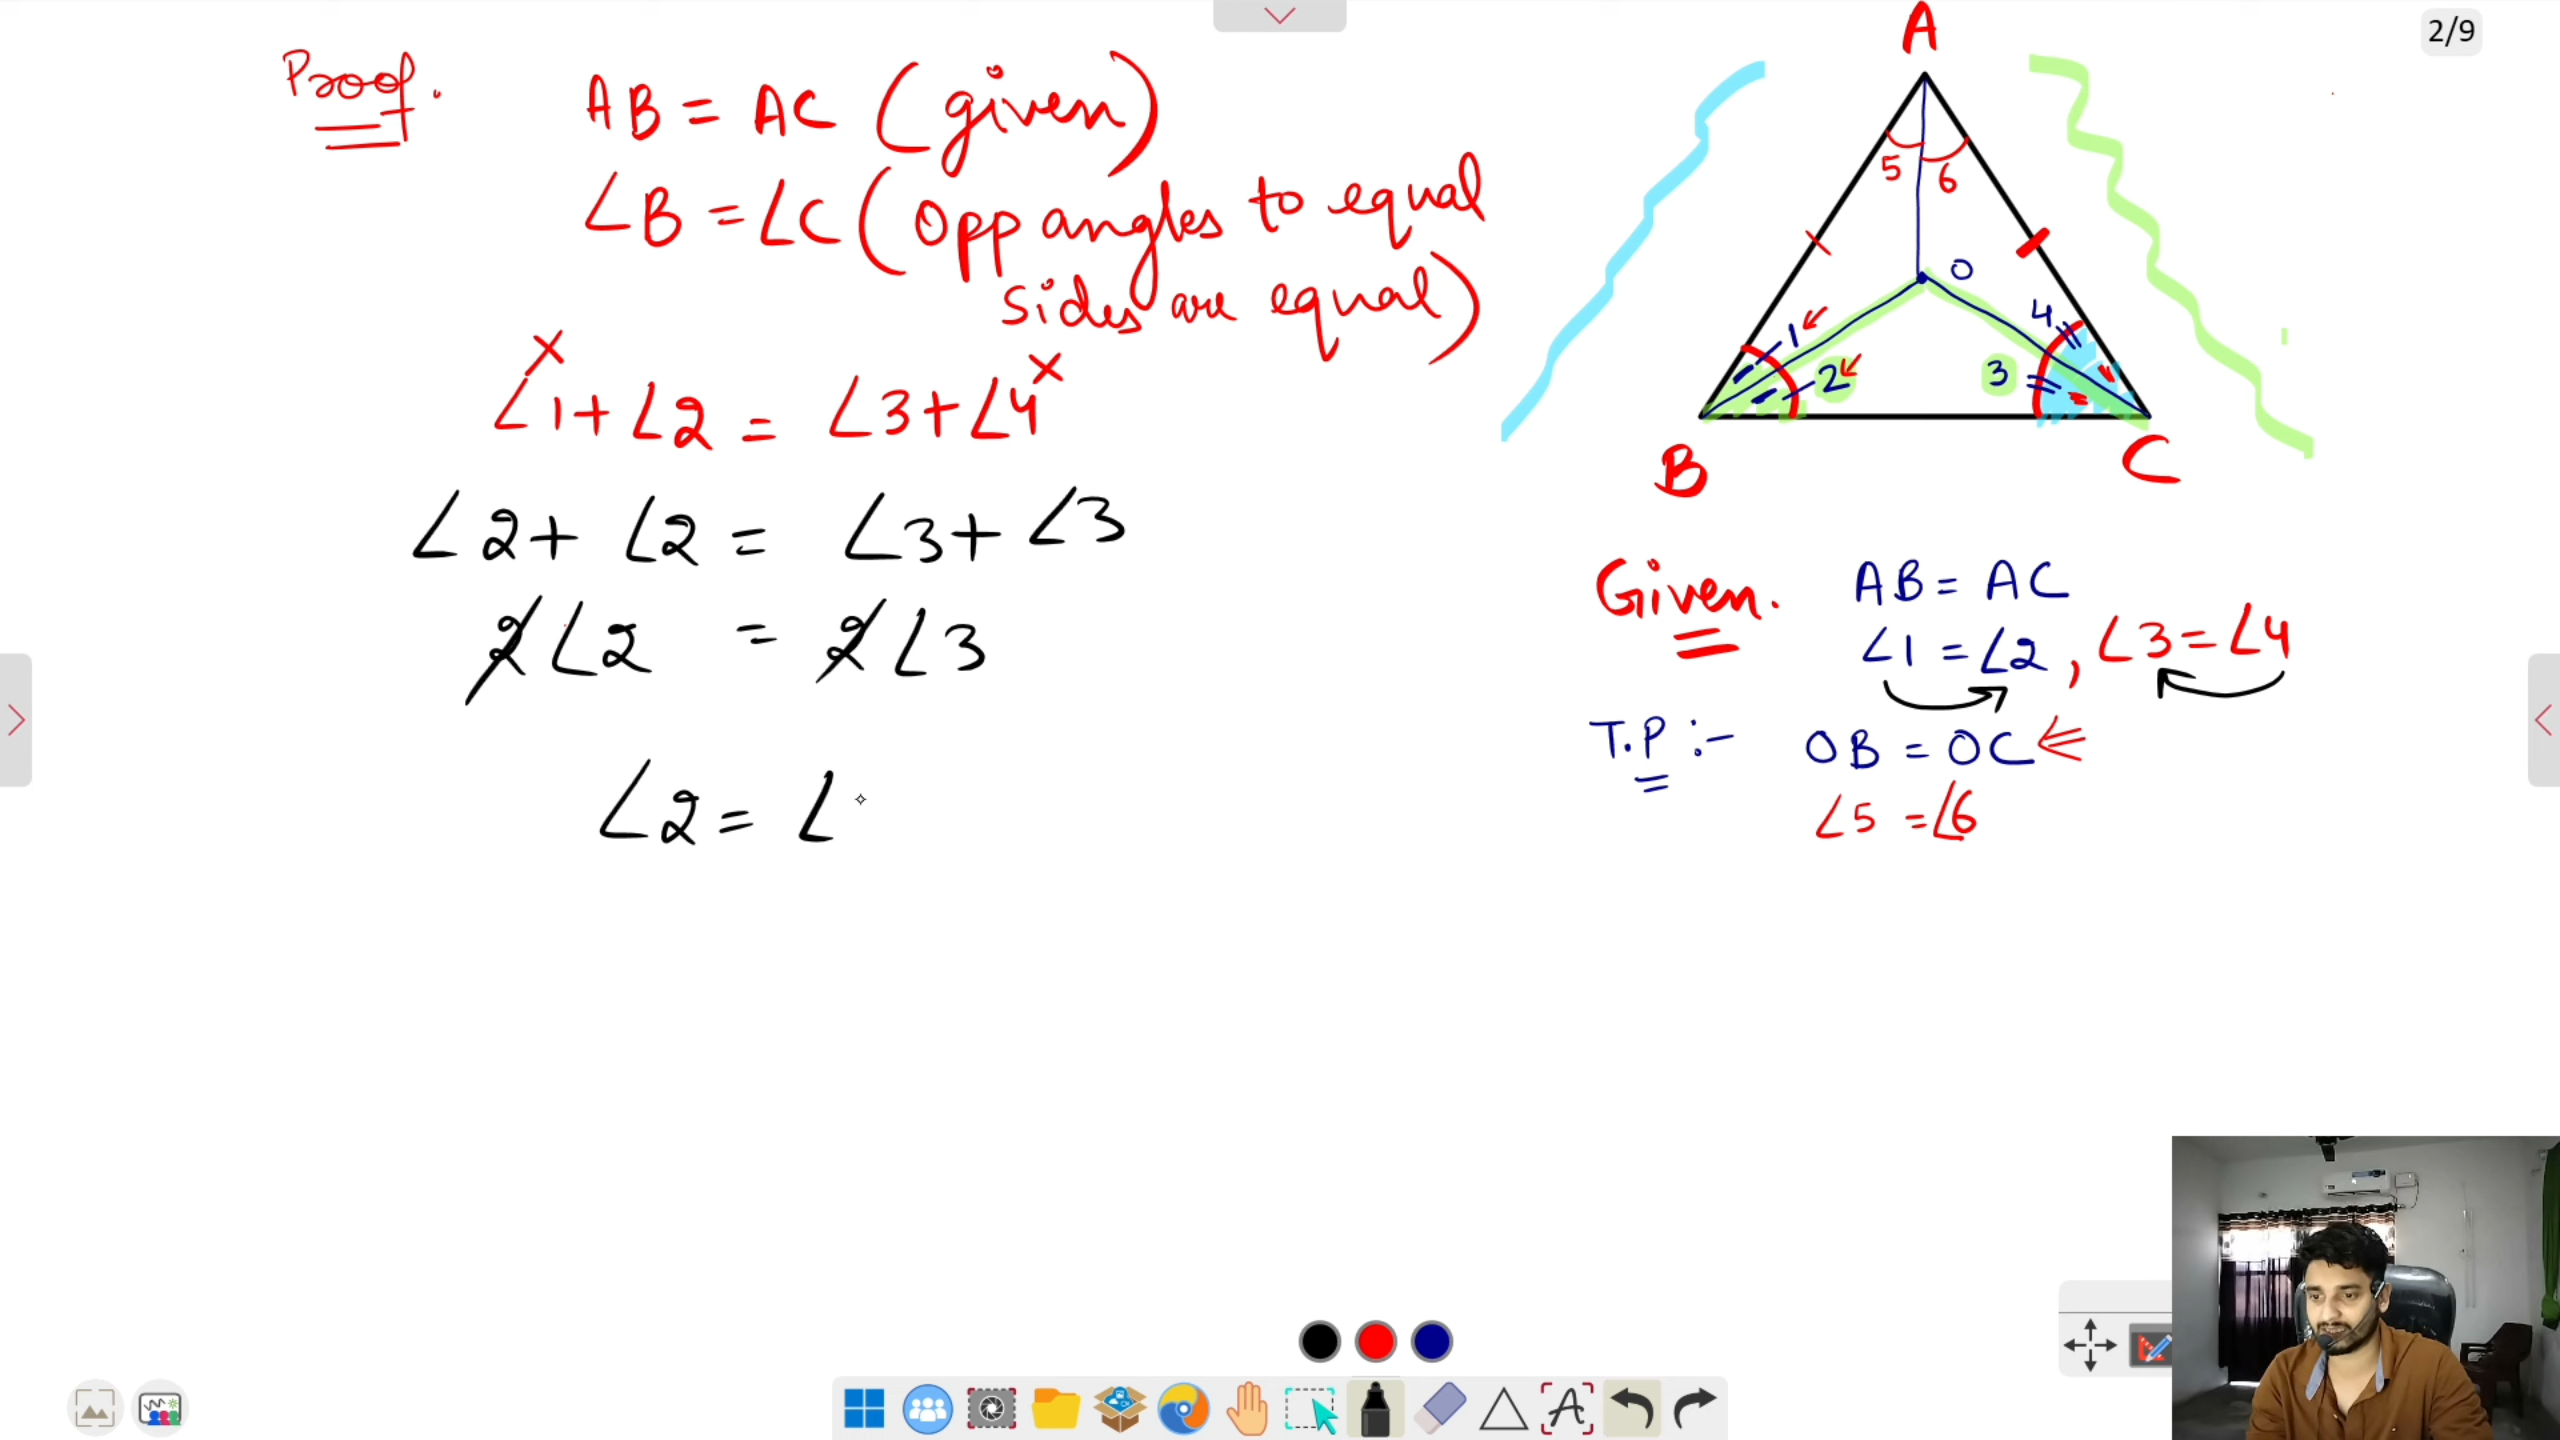 Proof.
AB = AC (given)
∠B = ∠C (Opp angles to equal
sides are equal)
∠1 + ∠2 = ∠3 + ∠4
∠2 + ∠2 = ∠3 + ∠3
2∠2 = 2∠3
∠2 = ∠
2/9
A
5 6
O
1 4
2 3
B C
Given. AB = AC
∠1 = ∠2, ∠3 = ∠4
T.P :- OB = OC
∠5 = ∠6